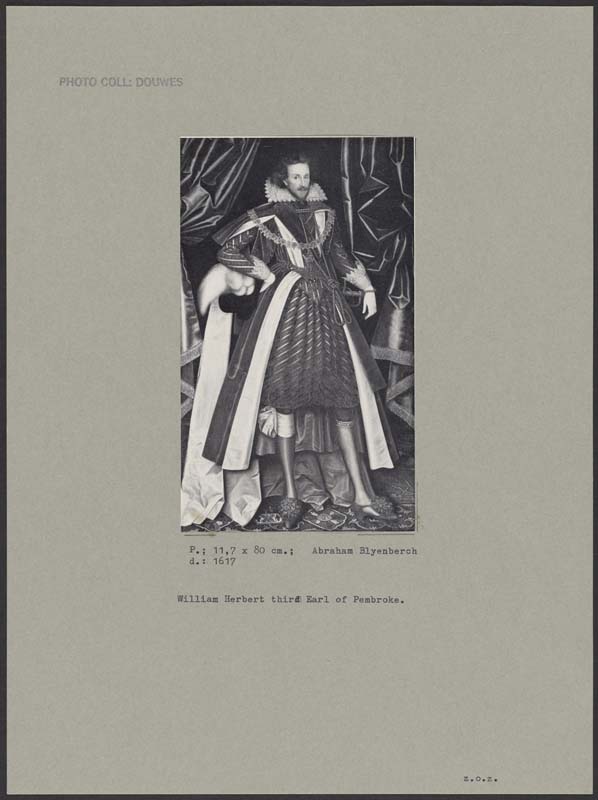 PHOTO COLL: DOUWES
P.; 11,7 x 80 cm.; Abraham Blyenberch
d.: 1617
William Herbert third Earl of Pembroke.
z.o.z.